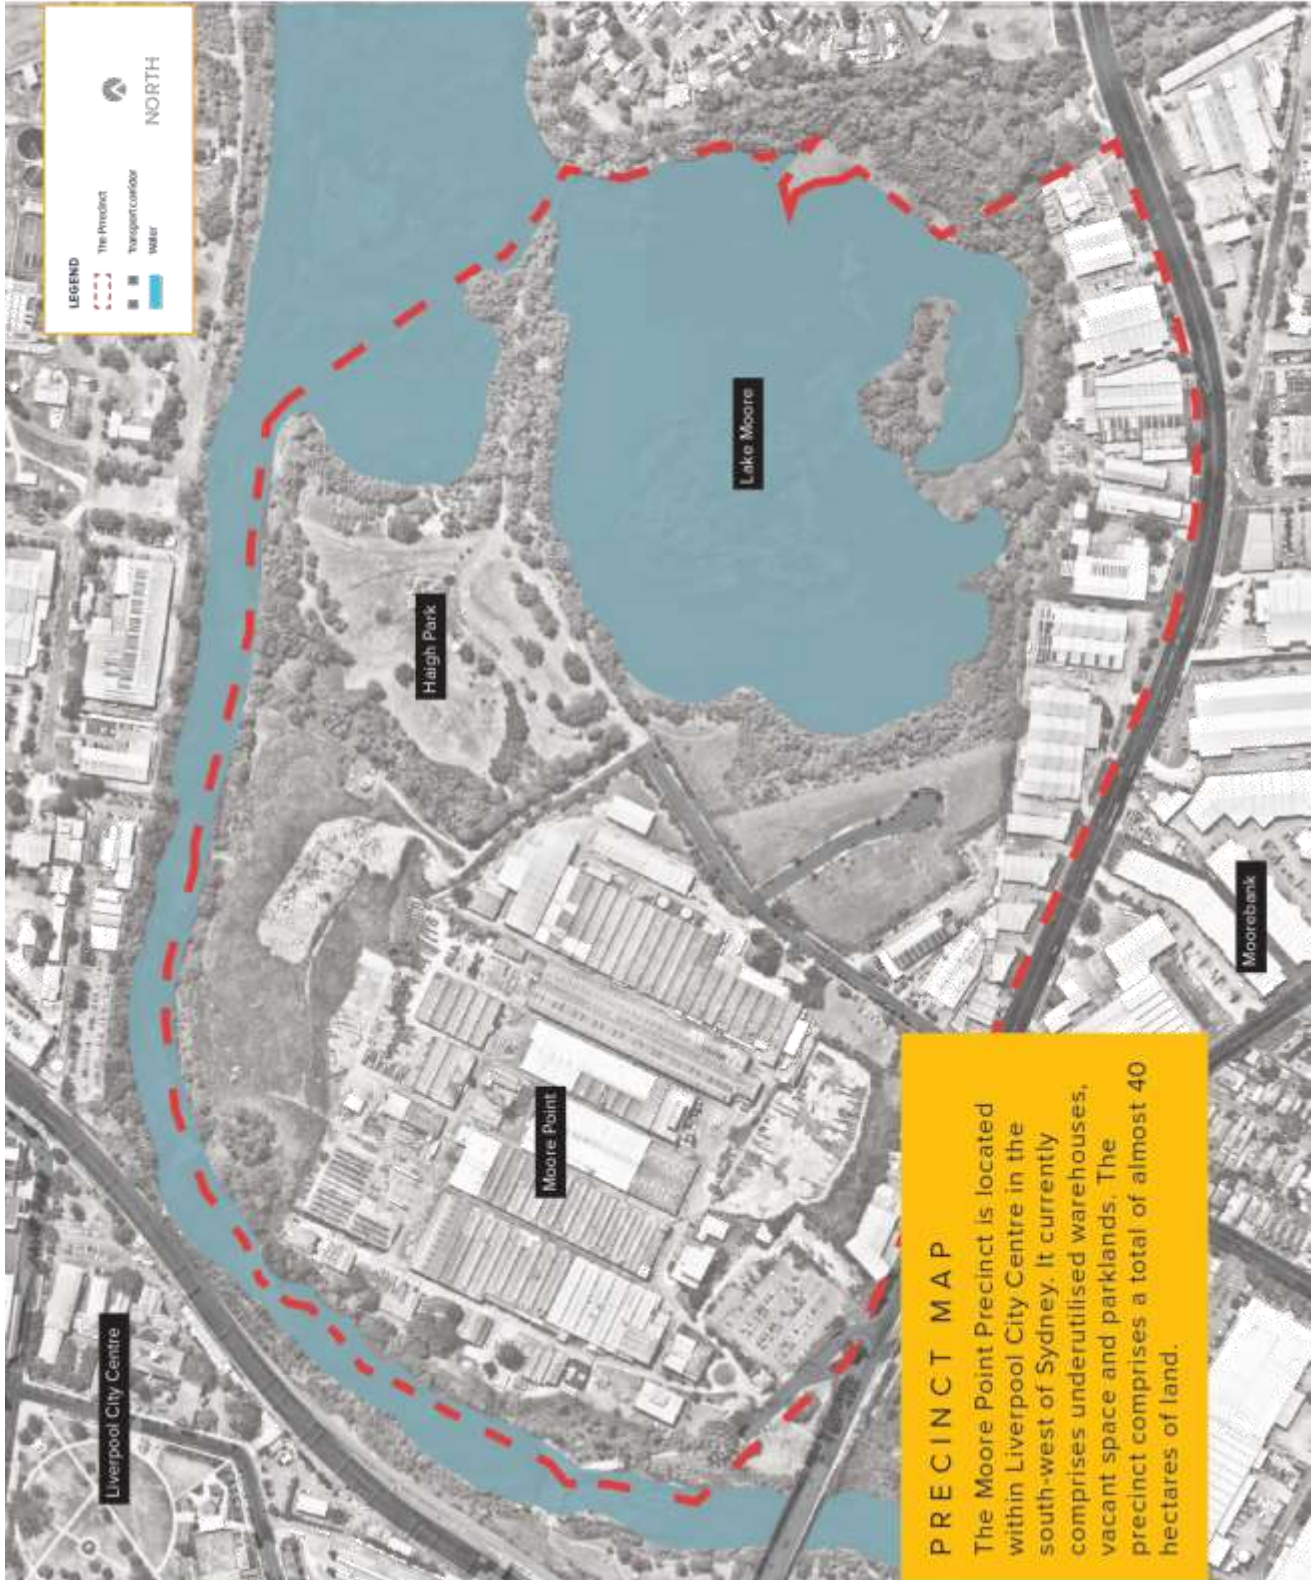 LEGEND
The Precinct
Transport corridor
Water
NORTH
Liverpool City Centre
Haigh Park
Lake Moore
Moore Point
Moorebank
PRECINCT MAP
The Moore Point Precinct is located
within Liverpool City Centre in the
south-west of Sydney. It currently
comprises underutilised warehouses,
vacant space and parklands. The
precinct comprises a total of almost 40
hectares of land.